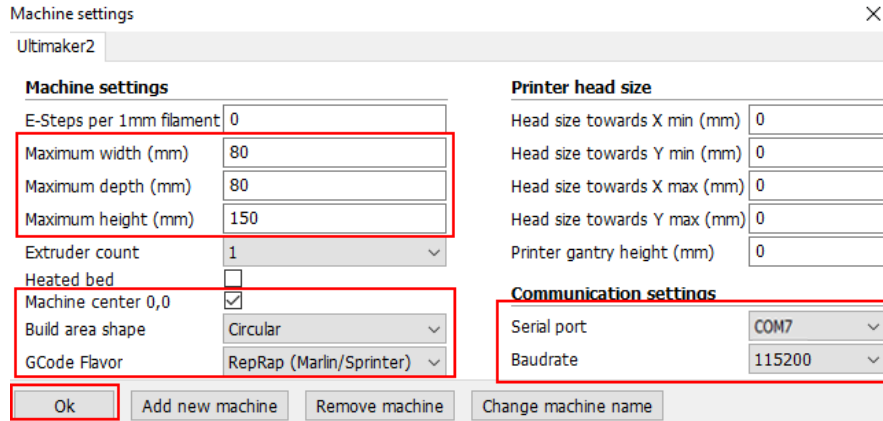 Machine settings
Ultimaker2
Machine settings
E-Steps per 1mm filament 0
Maximum width (mm) 80
Maximum depth (mm) 80
Maximum height (mm) 150
Extruder count 1
Heated bed
Machine center 0,0
Build area shape Circular
GCode Flavor RepRap (Marlin/Sprinter)
Printer head size
Head size towards X min (mm) 0
Head size towards Y min (mm) 0
Head size towards X max (mm) 0
Head size towards Y max (mm) 0
Printer gantry height (mm) 0
Communication settings
Serial port COM7
Baudrate 115200
Ok Add new machine Remove machine Change machine name